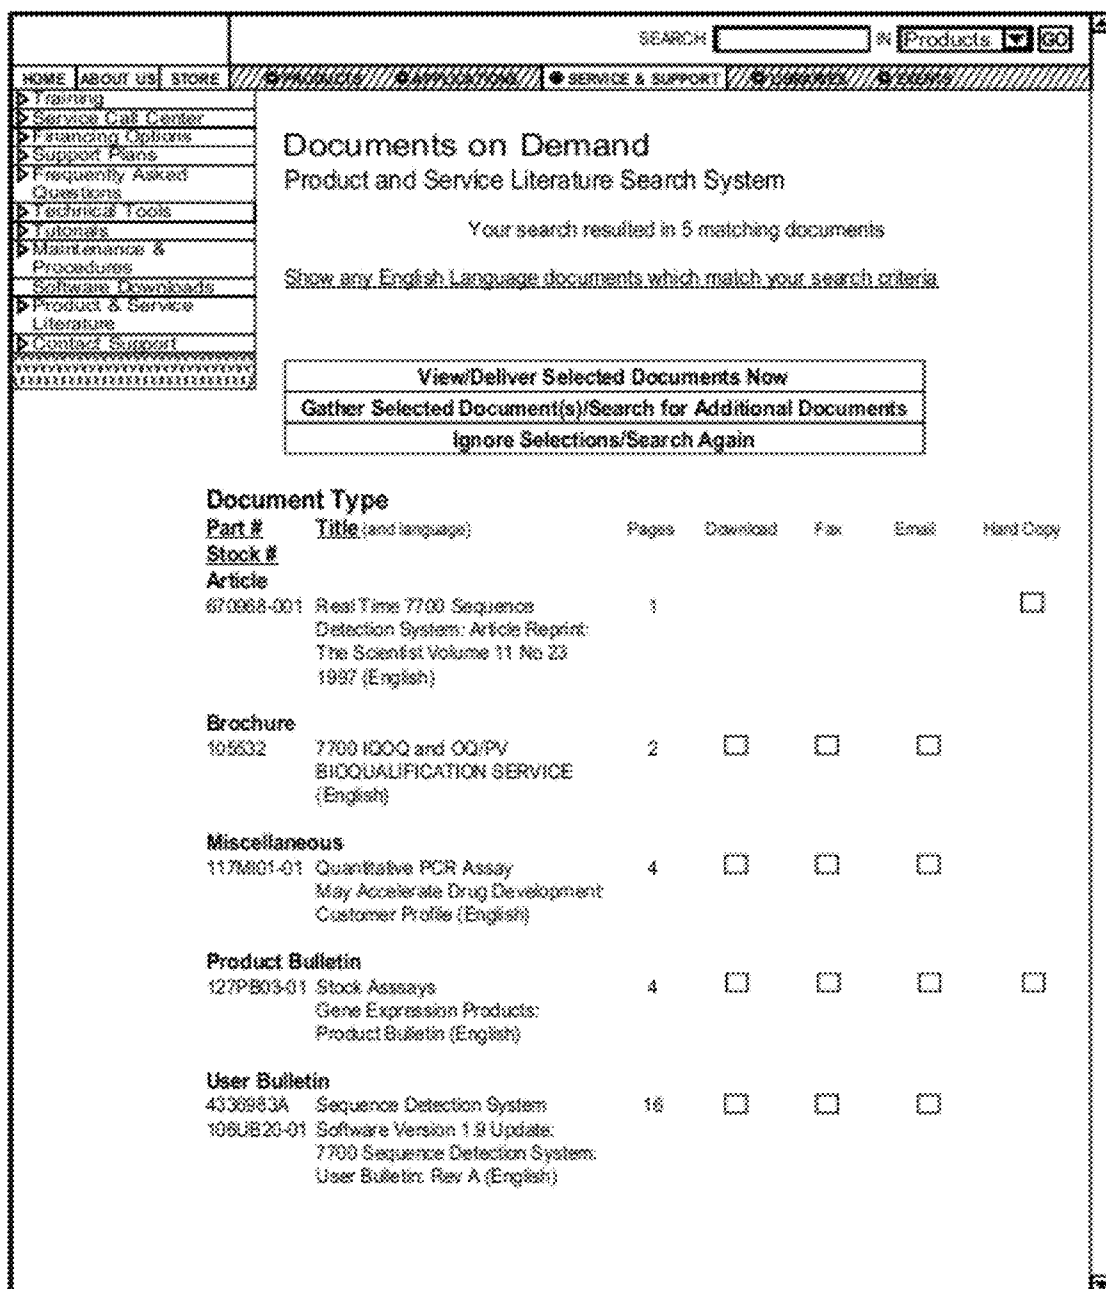 SEARCH IN Products GO
HOME ABOUT US STORE PRODUCTS APPLICATIONS SERVICE & SUPPORT LIBRARIES EVENTS
Training
Service Call Center
Financing Options
Support Plans
Frequently Asked
Questions
Technical Tools
Tutorials
Maintenance &
Procedures
Software Downloads
Product & Service
Literature
Contact Support
Documents on Demand
Product and Service Literature Search System
Your search resulted in 5 matching documents
Show any English Language documents which match your search criteria
View/Deliver Selected Documents Now
Gather Selected Document(s)/Search for Additional Documents
Ignore Selections/Search Again
Document Type
Part # Title (and language) Pages Download Fax Email Hard Copy
Stock #
Article
670068-001 Real Time 7700 Sequence 1
Detection System: Article Reprint:
The Scientist Volume 11 No 23
1997 (English)
Brochure
105532 7700 IQOQ and OQ/PV 2
BIOQUALIFICATION SERVICE
(English)
Miscellaneous
117MI01-01 Quantitative PCR Assay 4
May Accelerate Drug Development:
Customer Profile (English)
Product Bulletin
127PB03-01 Stock Asssays 4
Gene Expression Products:
Product Bulletin (English)
User Bulletin
4330983A Sequence Detection System 16
108UB20-01 Software Version 1.9 Update:
7700 Sequence Detection System:
User Bulletin: Rev A (English)